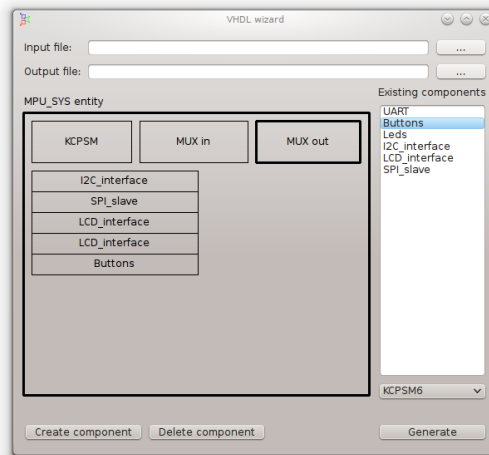 VHDL wizard
Input file:
...
Output file:
...
MPU_SYS entity
Existing components
KCPSM
MUX in
MUX out
I2C_interface
SPI_slave
LCD_interface
LCD_interface
Buttons
UART
Buttons
Leds
I2C_interface
LCD_interface
SPI_slave
KCPSM6
Create component
Delete component
Generate